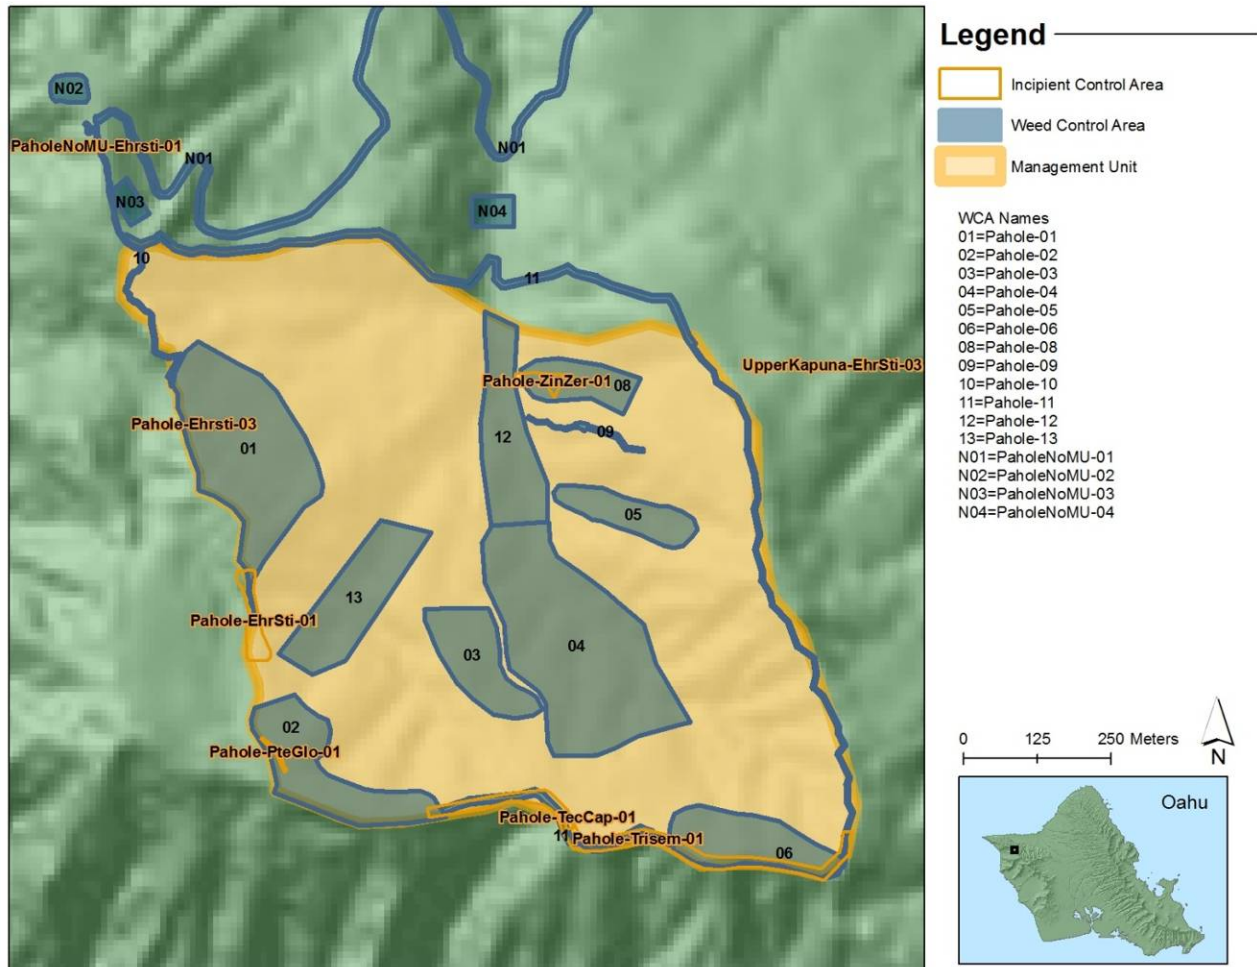 N02
PaholeNoMU-Ehrsti-01
N01
N01
N03
N04
10
11
UpperKapuna-EhrSti-03
Pahole-ZinZer-01
08
Pahole-Ehrsti-03
01
12
09
05
13
Pahole-EhrSti-01
03
04
02
Pahole-PteGlo-01
Pahole-TecCap-01
11
Pahole-Trisem-01
06
Legend
Incipient Control Area
Weed Control Area
Management Unit
WCA Names
01=Pahole-01
02=Pahole-02
03=Pahole-03
04=Pahole-04
05=Pahole-05
06=Pahole-06
08=Pahole-08
09=Pahole-09
10=Pahole-10
11=Pahole-11
12=Pahole-12
13=Pahole-13
N01=PaholeNoMU-01
N02=PaholeNoMU-02
N03=PaholeNoMU-03
N04=PaholeNoMU-04
0 125 250 Meters
N
Oahu